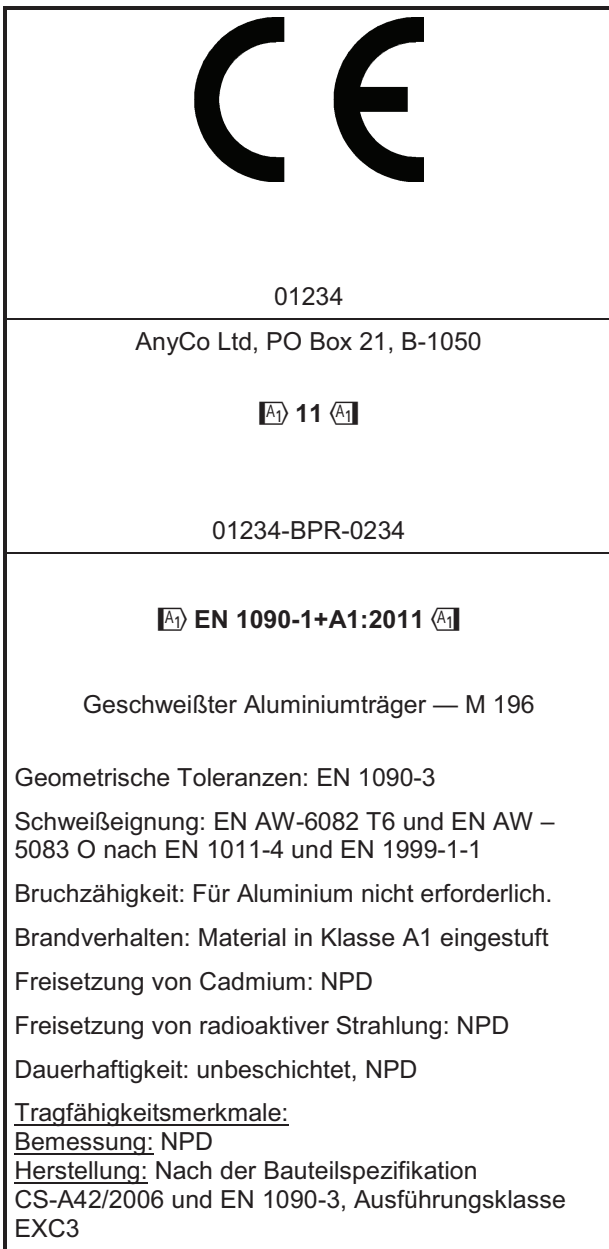 CE
01234
AnyCo Ltd, PO Box 21, B-1050
A1⟩ 11 ⟨A1
01234-BPR-0234
A1⟩ EN 1090-1+A1:2011 ⟨A1
Geschweißter Aluminiumträger — M 196
Geometrische Toleranzen: EN 1090-3
Schweißeignung: EN AW-6082 T6 und EN AW –
5083 O nach EN 1011-4 und EN 1999-1-1
Bruchzähigkeit: Für Aluminium nicht erforderlich.
Brandverhalten: Material in Klasse A1 eingestuft
Freisetzung von Cadmium: NPD
Freisetzung von radioaktiver Strahlung: NPD
Dauerhaftigkeit: unbeschichtet, NPD
Tragfähigkeitsmerkmale:
Bemessung: NPD
Herstellung: Nach der Bauteilspezifikation
CS-A42/2006 und EN 1090-3, Ausführungsklasse
EXC3